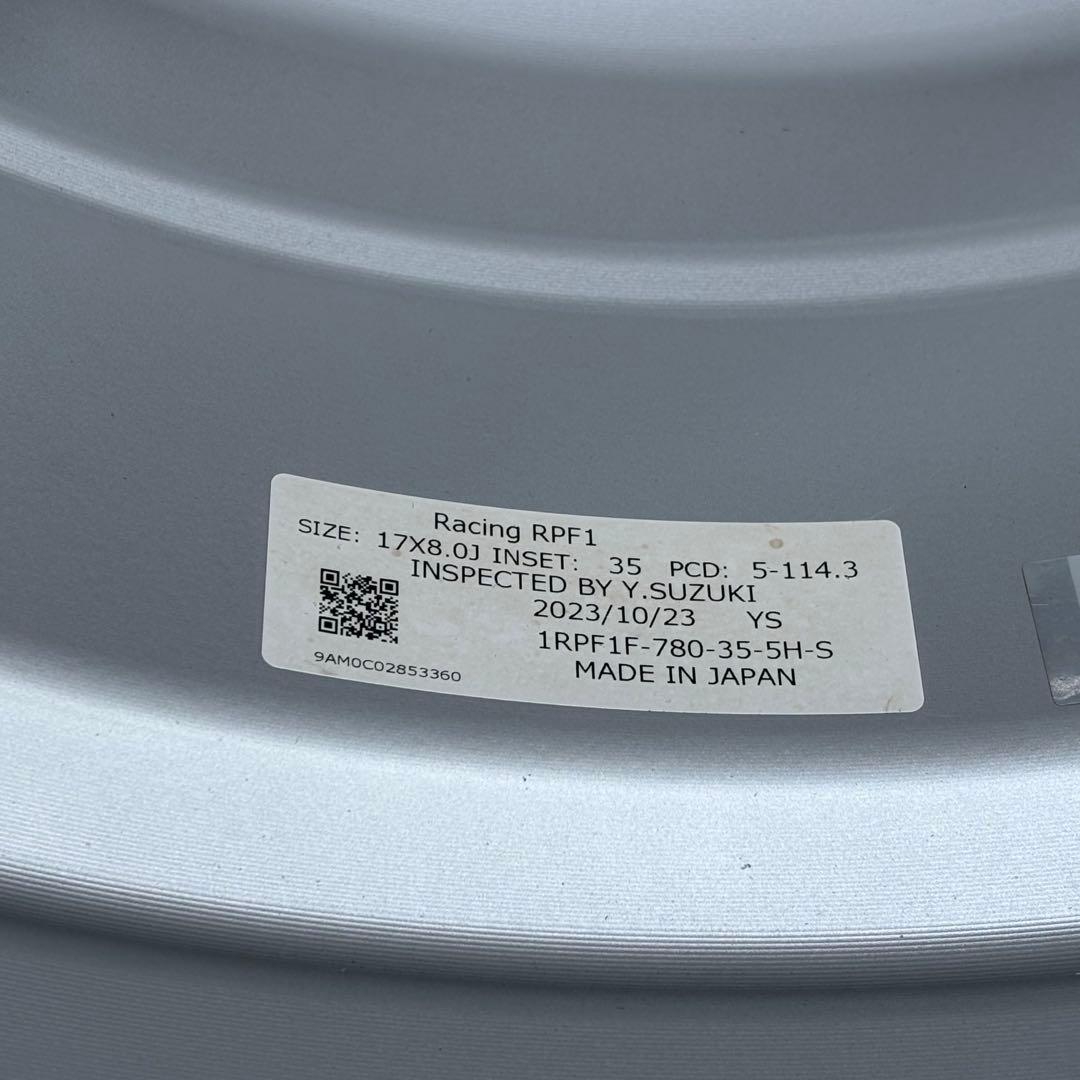 Racing RPF1
SIZE: 17X8.0J INSET: 35 PCD: 5-114.3
INSPECTED BY Y.SUZUKI
2023/10/23 YS
1RPF1F-780-35-5H-S
9AM0C02853360
MADE IN JAPAN